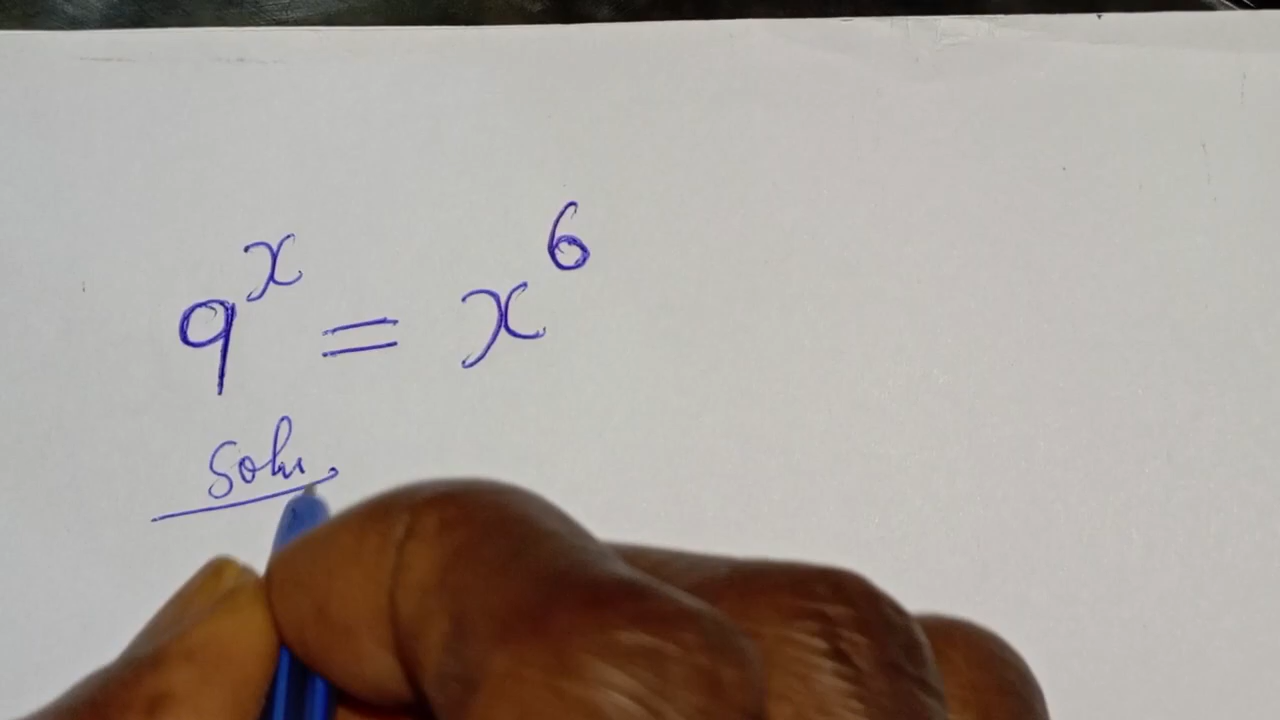 9^x = x^6
Soln